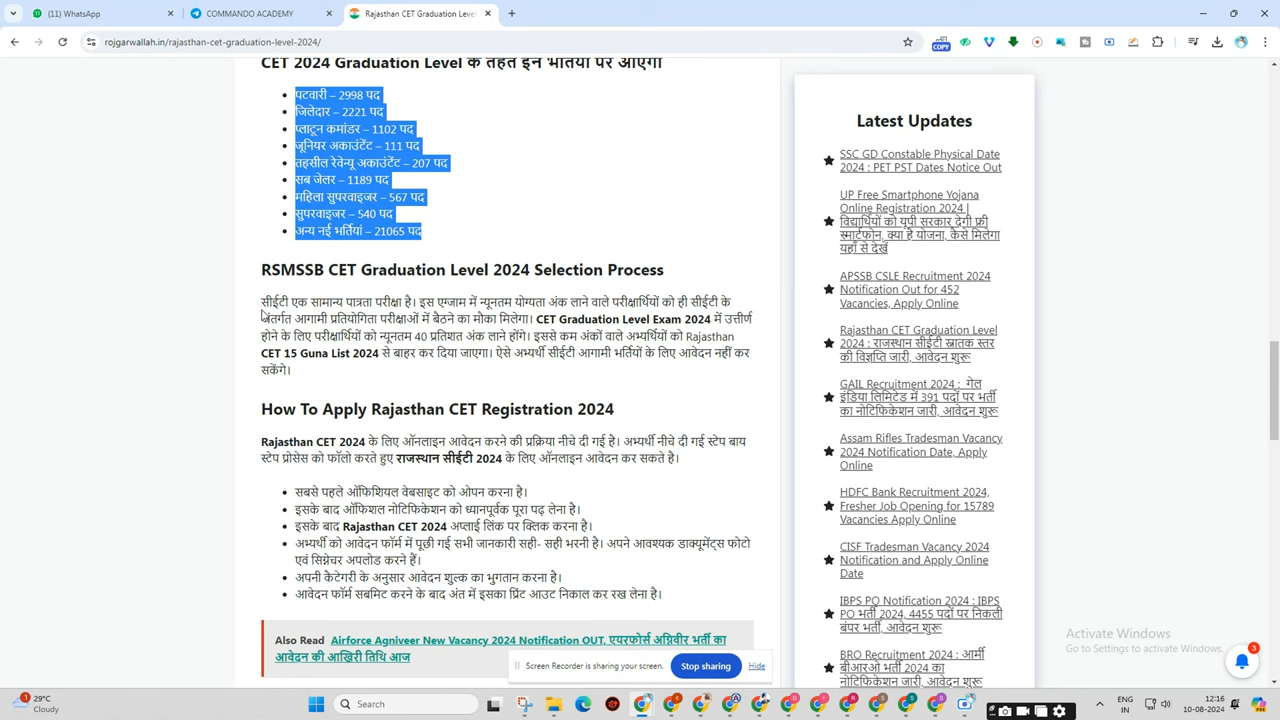 (11) WhatsApp
COMMANDO ACADEMY
Rajasthan CET Graduation Leve
rojgarwallah.in/rajasthan-cet-graduation-level-2024/
COPY
CET 2024 Graduation Level के तहत इन भर्तियों पर आएगी
पटवारी – 2998 पद
जिलेदार – 2221 पद
प्लाटून कमांडर – 1102 पद
जूनियर अकाउंटेंट – 111 पद
तहसील रेवेन्यू अकाउंटेंट – 207 पद
सब जेलर – 1189 पद
महिला सुपरवाइजर – 567 पद
सुपरवाइजर – 540 पद
अन्य नई भर्तियां – 21065 पद
RSMSSB CET Graduation Level 2024 Selection Process
सीईटी एक सामान्य पात्रता परीक्षा है। इस एग्जाम में न्यूनतम योग्यता अंक लाने वाले परीक्षार्थियों को ही सीईटी के
अंतर्गत आगामी प्रतियोगिता परीक्षाओं में बैठने का मौका मिलेगा। CET Graduation Level Exam 2024 में उत्तीर्ण
होने के लिए परीक्षार्थियों को न्यूनतम 40 प्रतिशत अंक लाने होंगे। इससे कम अंकों वाले अभ्यर्थियों को Rajasthan
CET 15 Guna List 2024 से बाहर कर दिया जाएगा। ऐसे अभ्यर्थी सीईटी आगामी भर्तियों के लिए आवेदन नहीं कर
सकेंगे।
How To Apply Rajasthan CET Registration 2024
Rajasthan CET 2024 के लिए ऑनलाइन आवेदन करने की प्रक्रिया नीचे दी गई है। अभ्यर्थी नीचे दी गई स्टेप बाय
स्टेप प्रोसेस को फॉलो करते हुए राजस्थान सीईटी 2024 के लिए ऑनलाइन आवेदन कर सकते है।
सबसे पहले ऑफिशियल वेबसाइट को ओपन करना है।
इसके बाद ऑफिशल नोटिफिकेशन को ध्यानपूर्वक पूरा पढ़ लेना है।
इसके बाद Rajasthan CET 2024 अप्लाई लिंक पर क्लिक करना है।
अभ्यर्थी को आवेदन फॉर्म में पूछी गई सभी जानकारी सही- सही भरनी है। अपने आवश्यक डाक्यूमेंट्स फोटो
एवं सिग्नेचर अपलोड करने हैं।
अपनी कैटेगरी के अनुसार आवेदन शुल्क का भुगतान करना है।
आवेदन फॉर्म सबमिट करने के बाद अंत में इसका प्रिंट आउट निकाल कर रख लेना है।
Also Read Airforce Agniveer New Vacancy 2024 Notification OUT, एयरफोर्स अग्निवीर भर्ती का
आवेदन की आखिरी तिथि आज
Latest Updates
SSC GD Constable Physical Date
2024 : PET PST Dates Notice Out
UP Free Smartphone Yojana
Online Registration 2024 |
विद्यार्थियों को यूपी सरकार देगी फ्री
स्मार्टफोन, क्या है योजना, कैसे मिलेगा
यहाँ से देखें
APSSB CSLE Recruitment 2024
Notification Out for 452
Vacancies, Apply Online
Rajasthan CET Graduation Level
2024 : राजस्थान सीईटी स्नातक स्तर
की विज्ञप्ति जारी, आवेदन शुरू
GAIL Recruitment 2024 : गेल
इंडिया लिमिटेड में 391 पदों पर भर्ती
का नोटिफिकेशन जारी, आवेदन शुरू
Assam Rifles Tradesman Vacancy
2024 Notification Date, Apply
Online
HDFC Bank Recruitment 2024,
Fresher Job Opening for 15789
Vacancies Apply Online
CISF Tradesman Vacancy 2024
Notification and Apply Online
Date
IBPS PO Notification 2024 : IBPS
PO भर्ती 2024, 4455 पदों पर निकली
बंपर भर्ती, आवेदन शुरू
BRO Recruitment 2024 : आर्मी
बीआरओ भर्ती 2024 का
नोटिफिकेशन जारी, आवेदन शुरू
Activate Windows
Go to Settings to activate Windows.
3
Screen Recorder is sharing your screen.
Stop sharing
Hide
1
29°C
Cloudy
Search
ENG
IN
12:16
10-08-2024